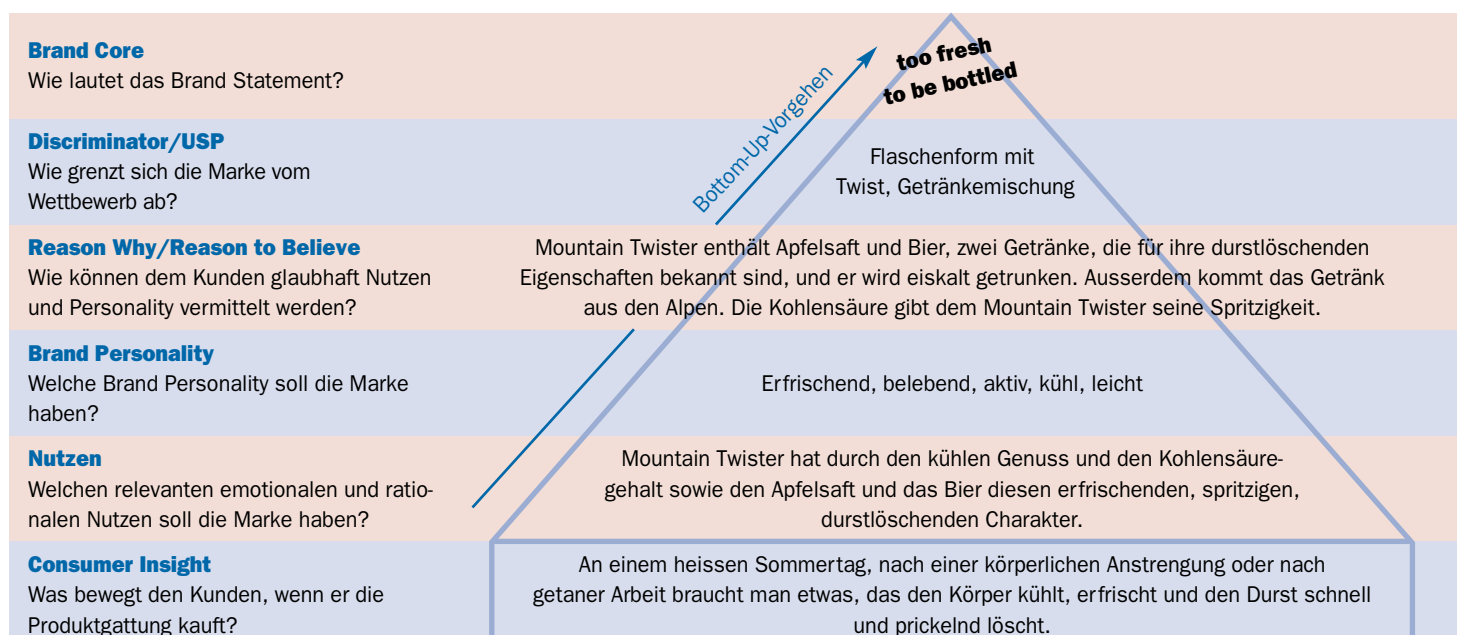 Brand Core
Wie lautet das Brand Statement?
too fresh
to be bottled
Bottom-Up-Vorgehen
Discriminator/USP
Wie grenzt sich die Marke vom
Wettbewerb ab?
Flaschenform mit
Twist, Getränkemischung
Reason Why/Reason to Believe
Wie können dem Kunden glaubhaft Nutzen
und Personality vermittelt werden?
Mountain Twister enthält Apfelsaft und Bier, zwei Getränke, die für ihre durstlöschenden
Eigenschaften bekannt sind, und er wird eiskalt getrunken. Ausserdem kommt das Getränk
aus den Alpen. Die Kohlensäure gibt dem Mountain Twister seine Spritzigkeit.
Brand Personality
Welche Brand Personality soll die Marke
haben?
Erfrischend, belebend, aktiv, kühl, leicht
Nutzen
Welchen relevanten emotionalen und ratio-
nalen Nutzen soll die Marke haben?
Mountain Twister hat durch den kühlen Genuss und den Kohlensäure-
gehalt sowie den Apfelsaft und das Bier diesen erfrischenden, spritzigen,
durstlöschenden Charakter.
Consumer Insight
Was bewegt den Kunden, wenn er die
Produktgattung kauft?
An einem heissen Sommertag, nach einer körperlichen Anstrengung oder nach
getaner Arbeit braucht man etwas, das den Körper kühlt, erfrischt und den Durst schnell
und prickelnd löscht.